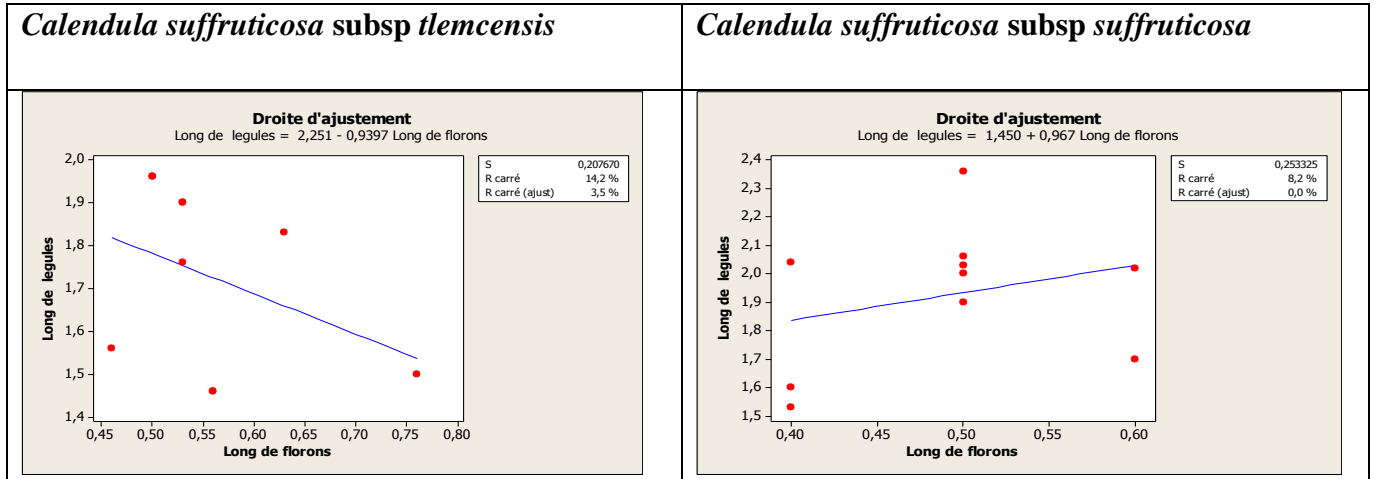 Calendula suffruticosa subsp tlemcensis
Droite d'ajustement
Long de legules = 2,251 - 0,9397 Long de florons
S 0,207670
R carré 14,2 %
R carré (ajust) 3,5 %
2,0
1,9
1,8
1,7
1,6
1,5
1,4
Long de legules
0,45 0,50 0,55 0,60 0,65 0,70 0,75 0,80
Long de florons
Calendula suffruticosa subsp suffruticosa
Droite d'ajustement
Long de legules = 1,450 + 0,967 Long de florons
S 0,253325
R carré 8,2 %
R carré (ajust) 0,0 %
2,4
2,3
2,2
2,1
2,0
1,9
1,8
1,7
1,6
1,5
Long de legules
0,40 0,45 0,50 0,55 0,60
Long de florons